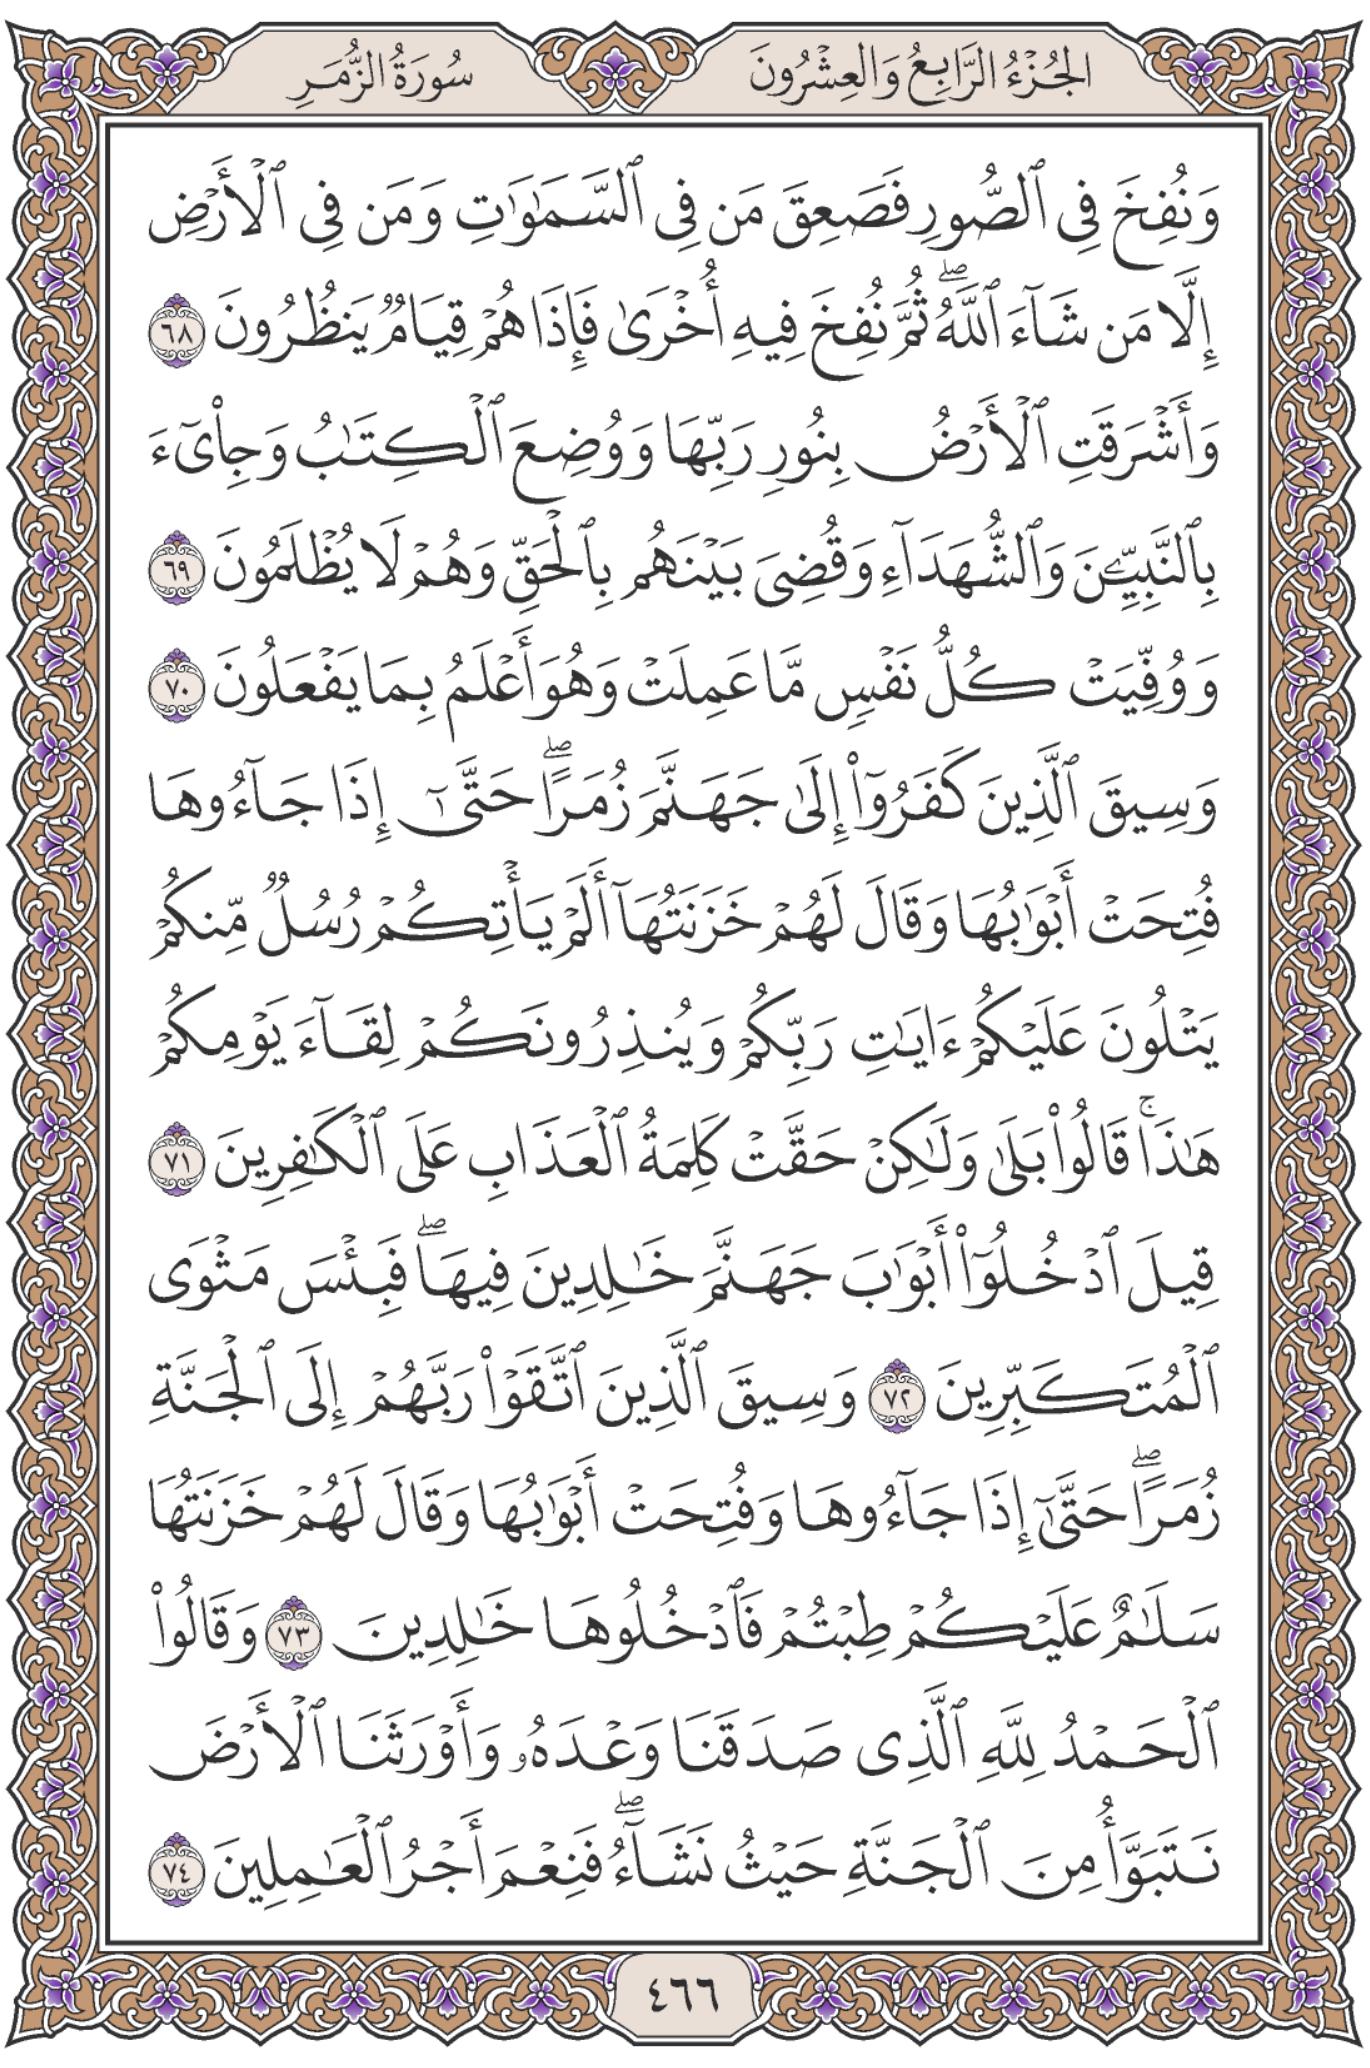 الجُزْءُ الرَّابِعُ وَالعِشْرُونَ
سُورَةُ الزُّمَرِ
وَنُفِخَ فِي ٱلصُّورِ فَصَعِقَ مَن فِي ٱلسَّمَٰوَٰتِ وَمَن فِي ٱلۡأَرۡضِ
إِلَّا مَن شَآءَ ٱللَّهُۖ ثُمَّ نُفِخَ فِيهِ أُخۡرَىٰ فَإِذَا هُمۡ قِيَامٞ يَنظُرُونَ ٦٨
وَأَشۡرَقَتِ ٱلۡأَرۡضُ بِنُورِ رَبِّهَا وَوُضِعَ ٱلۡكِتَٰبُ وَجِاْيٓءَ
بِٱلنَّبِيِّـۧنَ وَٱلشُّهَدَآءِ وَقُضِيَ بَيۡنَهُم بِٱلۡحَقِّ وَهُمۡ لَا يُظۡلَمُونَ ٦٩
وَوُفِّيَتۡ كُلُّ نَفۡسٖ مَّا عَمِلَتۡ وَهُوَ أَعۡلَمُ بِمَا يَفۡعَلُونَ ٧٠
وَسِيقَ ٱلَّذِينَ كَفَرُوٓاْ إِلَىٰ جَهَنَّمَ زُمَرًاۖ حَتَّىٰٓ إِذَا جَآءُوهَا
فُتِحَتۡ أَبۡوَٰبُهَا وَقَالَ لَهُمۡ خَزَنَتُهَآ أَلَمۡ يَأۡتِكُمۡ رُسُلٞ مِّنكُمۡ
يَتۡلُونَ عَلَيۡكُمۡ ءَايَٰتِ رَبِّكُمۡ وَيُنذِرُونَكُمۡ لِقَآءَ يَوۡمِكُمۡ
هَٰذَاۚ قَالُواْ بَلَىٰ وَلَٰكِنۡ حَقَّتۡ كَلِمَةُ ٱلۡعَذَابِ عَلَى ٱلۡكَٰفِرِينَ ٧١
قِيلَ ٱدۡخُلُوٓاْ أَبۡوَٰبَ جَهَنَّمَ خَٰلِدِينَ فِيهَاۖ فَبِئۡسَ مَثۡوَى
ٱلۡمُتَكَبِّرِينَ ٧٢ وَسِيقَ ٱلَّذِينَ ٱتَّقَوۡاْ رَبَّهُمۡ إِلَى ٱلۡجَنَّةِ
زُمَرًاۖ حَتَّىٰٓ إِذَا جَآءُوهَا وَفُتِحَتۡ أَبۡوَٰبُهَا وَقَالَ لَهُمۡ خَزَنَتُهَا
سَلَٰمٌ عَلَيۡكُمۡ طِبۡتُمۡ فَٱدۡخُلُوهَا خَٰلِدِينَ ٧٣ وَقَالُواْ
ٱلۡحَمۡدُ لِلَّهِ ٱلَّذِي صَدَقَنَا وَعۡدَهُۥ وَأَوۡرَثَنَا ٱلۡأَرۡضَ
نَتَبَوَّأُ مِنَ ٱلۡجَنَّةِ حَيۡثُ نَشَآءُۖ فَنِعۡمَ أَجۡرُ ٱلۡعَٰمِلِينَ ٧٤
٤٦٦